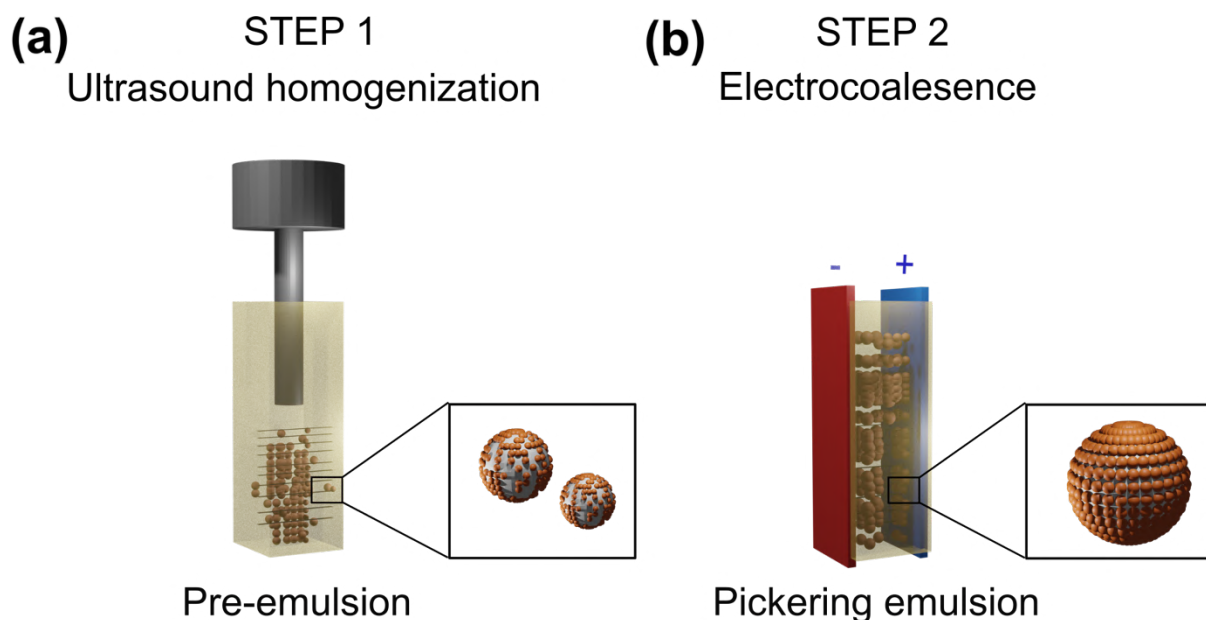 (a) STEP 1
Ultrasound homogenization
Pre-emulsion
(b) STEP 2
Electrocoalesence
- +
Pickering emulsion